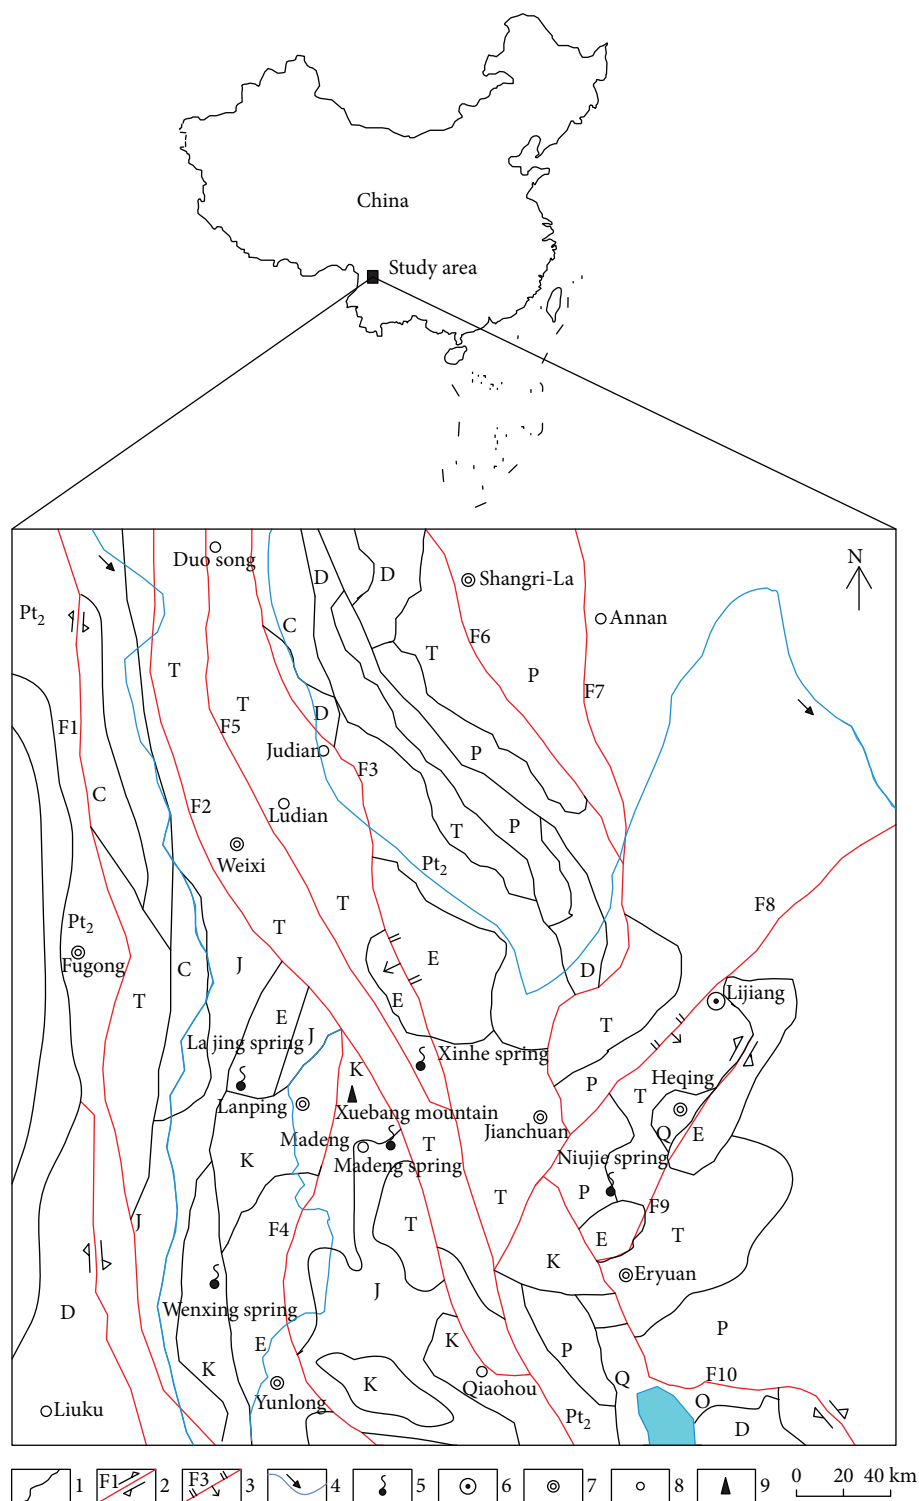 China
Study area
N
Duo song
D
D
Shangri-La
Pt2
C
Annan
F6
T
T
P
F7
T
F5
D
F1
Judian
P
F3
C
F2
Ludian
T
P
Weixi
Pt2
T
F8
Pt2
T
Fugong
C
J
E
D
E
Lijiang
T
E
T
La jing spring
J
Xinhe spring
K
P
Heqing
T
Lanping
Xuebang mountain
Jianchuan
Q
E
Madeng
T
Madeng spring
Niujie spring
K
T
P
F9
J
F4
T
E
T
K
Eryuan
J
Wenxing spring
D
E
K
P
P
K
K
Q
F10
Yunlong
Qiaohou
O
Liuku
Pt2
D
1
F1
2
F3
3
4
5
6
7
8
9
0 20 40 km